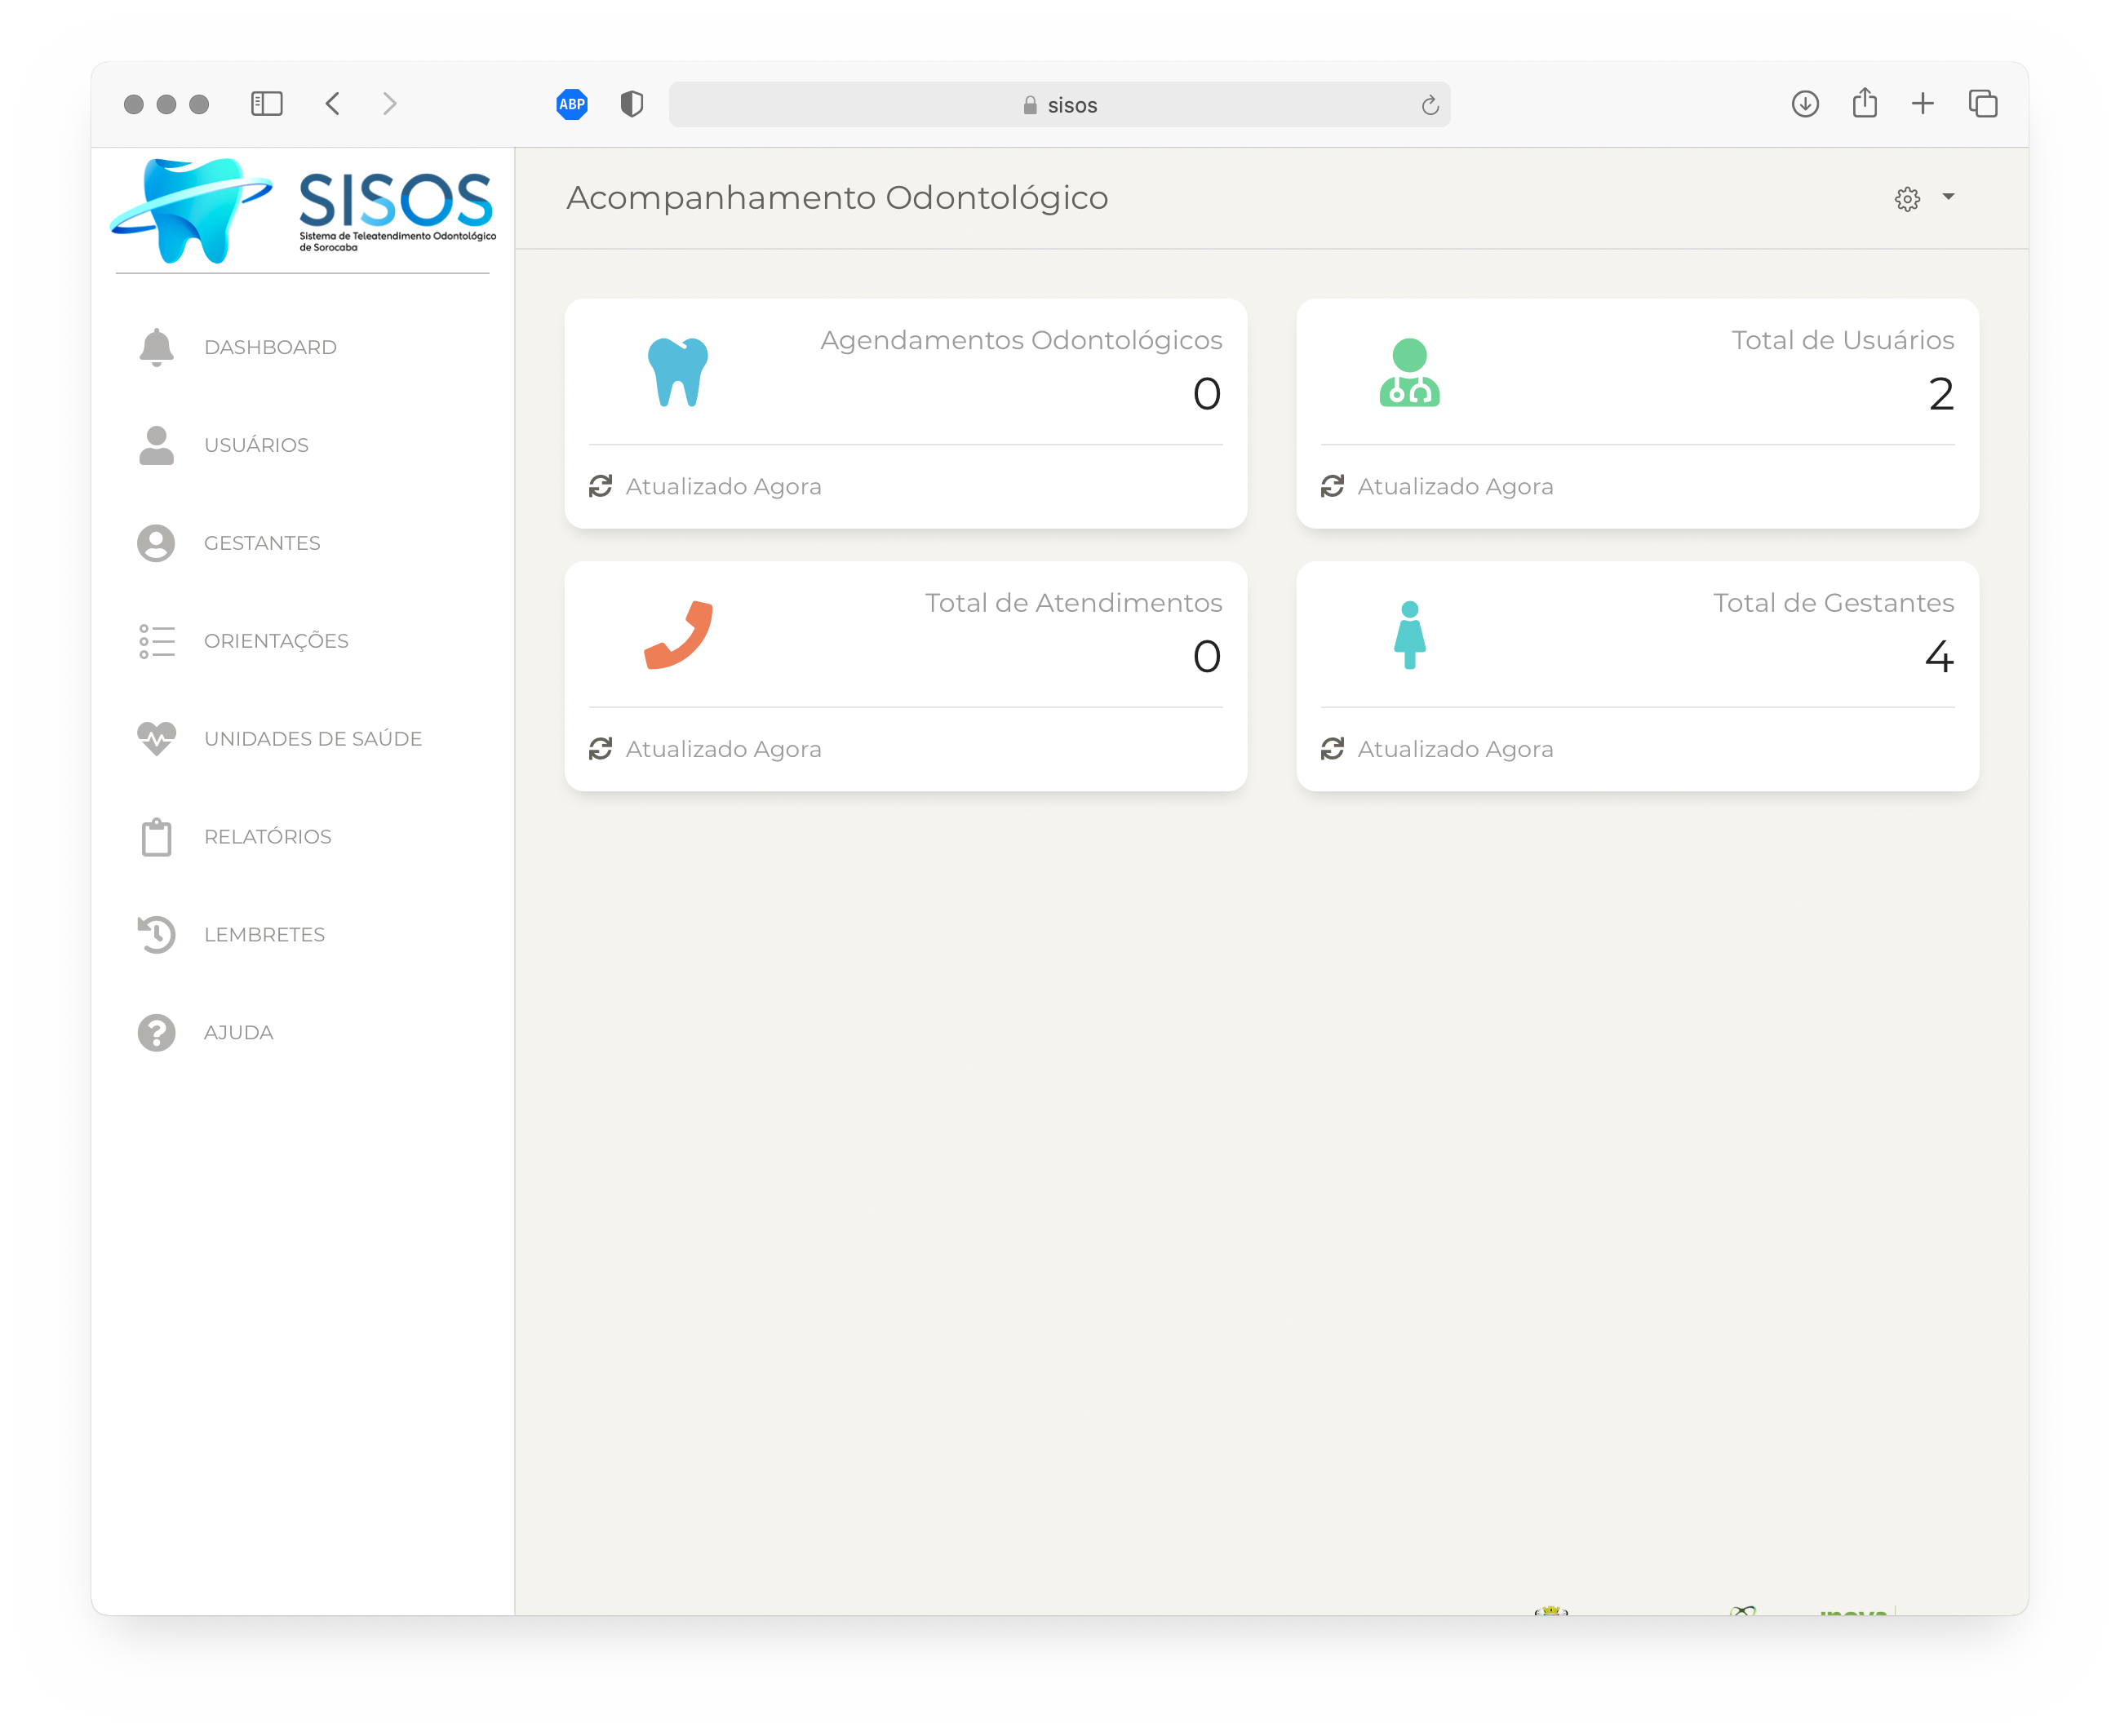 ABP
sisos
SISOS
Sistema de Teleatendimento Odontológico
de Sorocaba
Acompanhamento Odontológico
DASHBOARD
USUÁRIOS
GESTANTES
ORIENTAÇÕES
UNIDADES DE SAÚDE
RELATÓRIOS
LEMBRETES
AJUDA
Agendamentos Odontológicos
0
Atualizado Agora
Total de Usuários
2
Atualizado Agora
Total de Atendimentos
0
Atualizado Agora
Total de Gestantes
4
Atualizado Agora